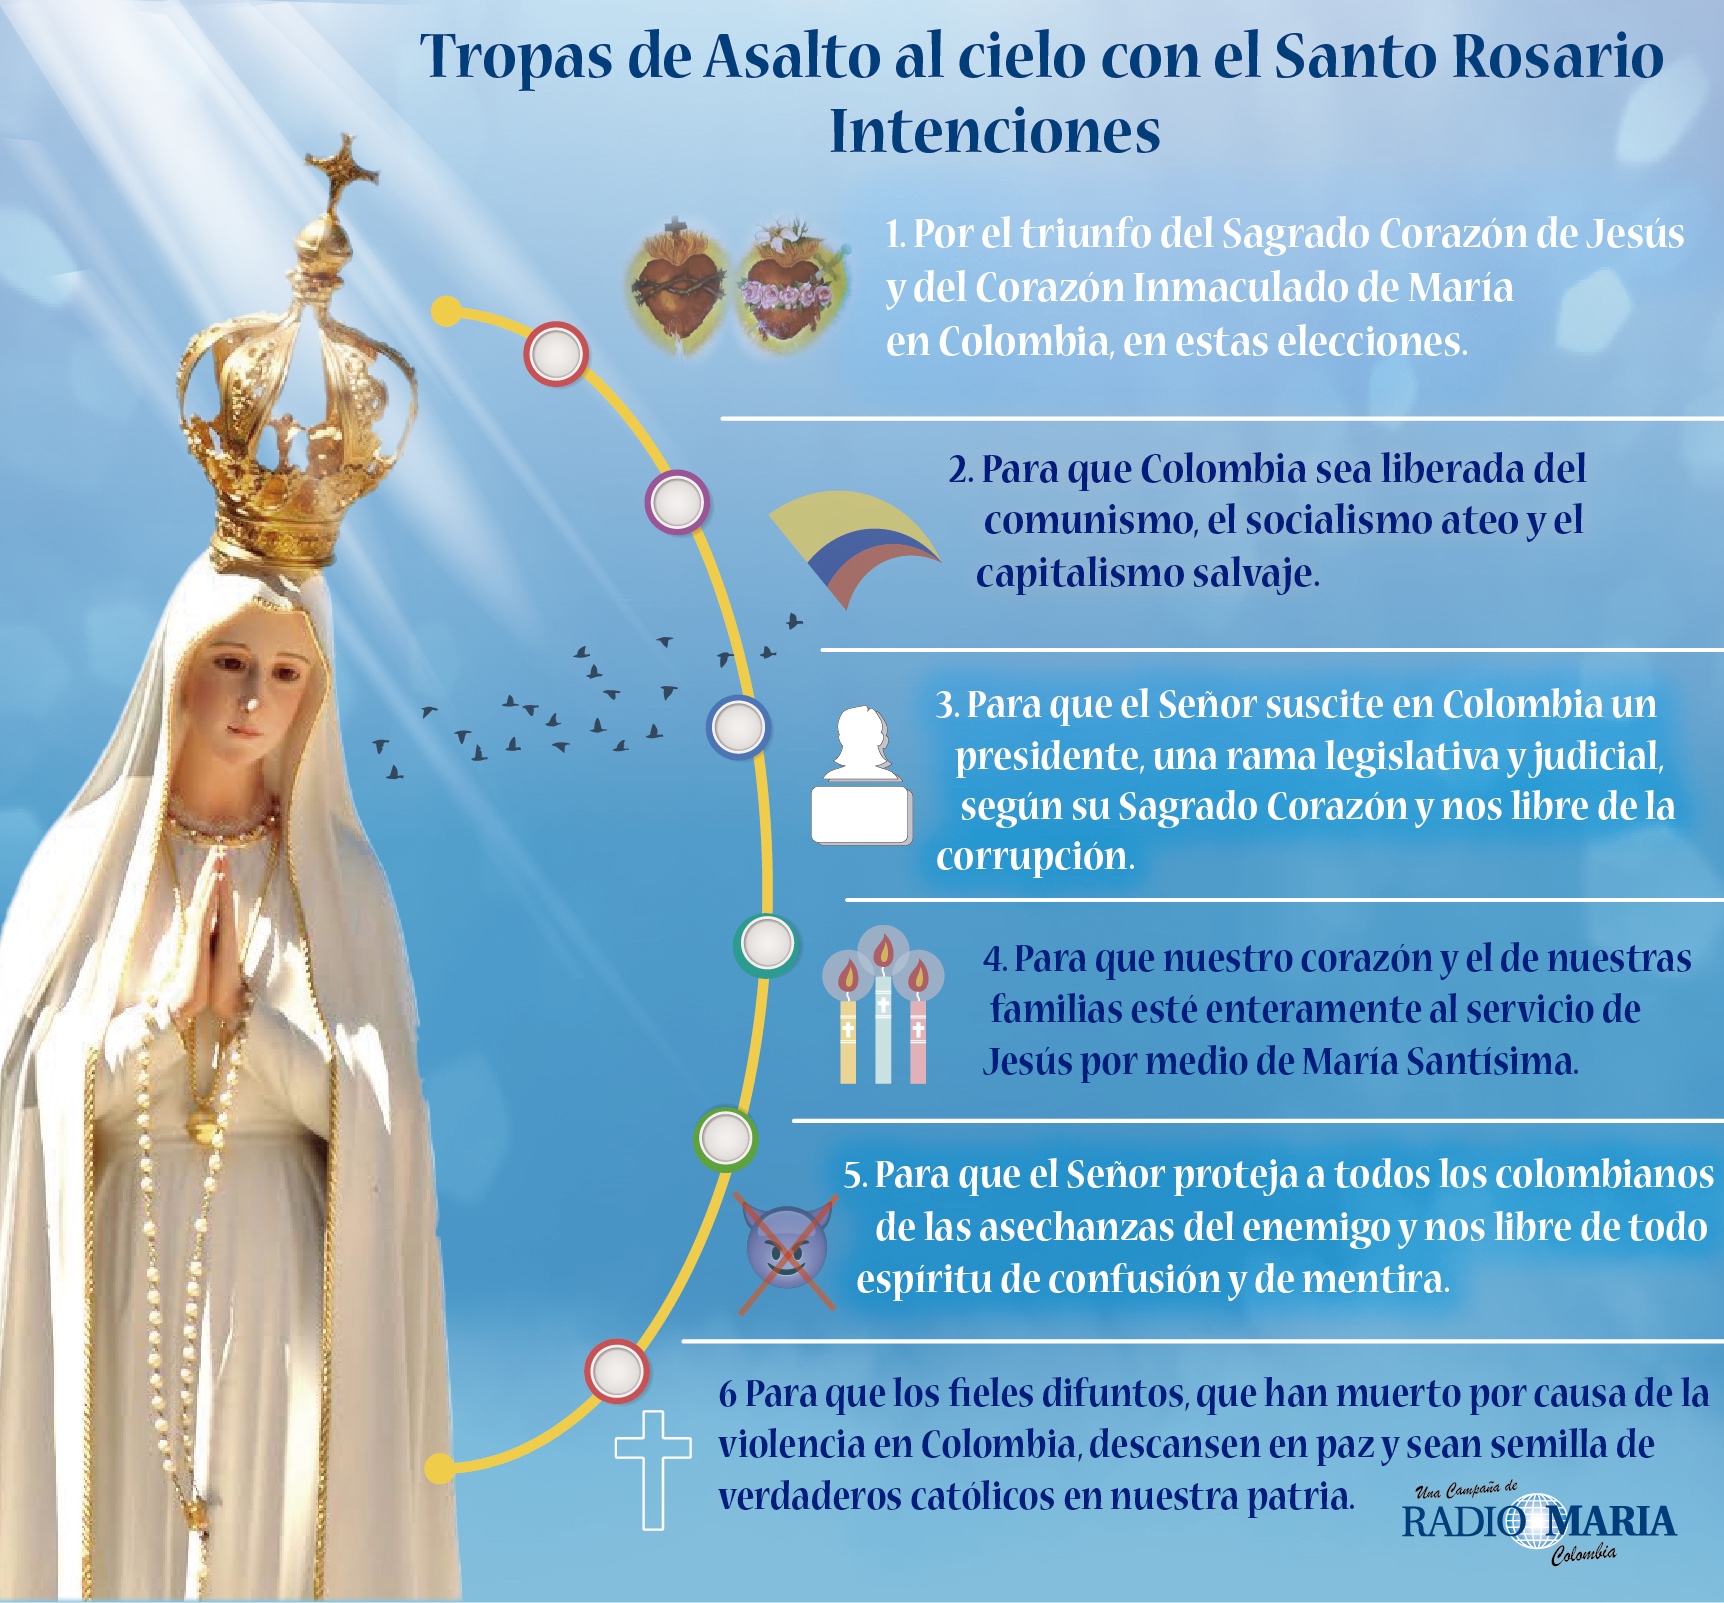 Tropas de Asalto al cielo con el Santo Rosario
Intenciones
1. Por el triunfo del Sagrado Corazón de Jesús
y del Corazón Inmaculado de María
en Colombia, en estas elecciones.
2. Para que Colombia sea liberada del
comunismo, el socialismo ateo y el
capitalismo salvaje.
3. Para que el Señor suscite en Colombia un
presidente, una rama legislativa y judicial,
según su Sagrado Corazón y nos libre de la
corrupción.
4. Para que nuestro corazón y el de nuestras
familias esté enteramente al servicio de
Jesús por medio de María Santísima.
5. Para que el Señor proteja a todos los colombianos
de las asechanzas del enemigo y nos libre de todo
espíritu de confusión y de mentira.
6 Para que los fieles difuntos, que han muerto por causa de la
violencia en Colombia, descansen en paz y sean semilla de
verdaderos católicos en nuestra patria.
Una Campaña de
RADIO MARIA
Colombia